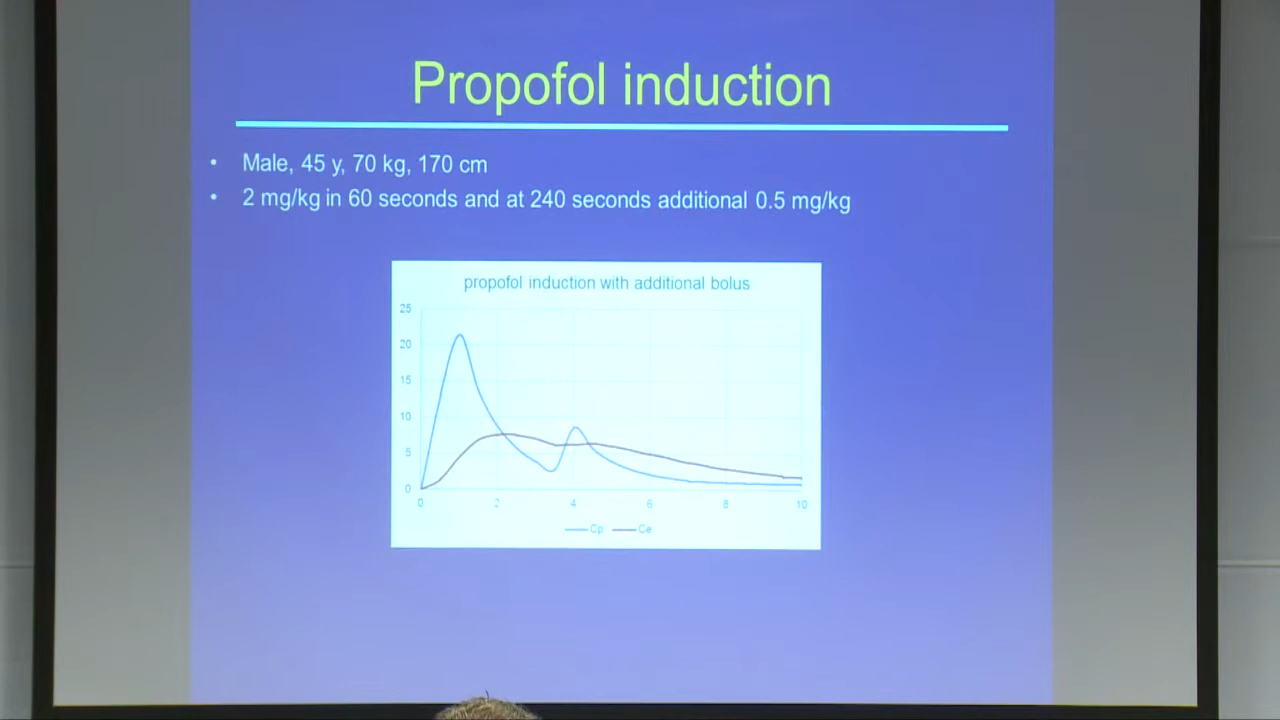 Propofol induction
• Male, 45 y, 70 kg, 170 cm
• 2 mg/kg in 60 seconds and at 240 seconds additional 0.5 mg/kg
propofol induction with additional bolus
25
20
15
10
5
0
0 2 4 6 8 10
Cp Ce